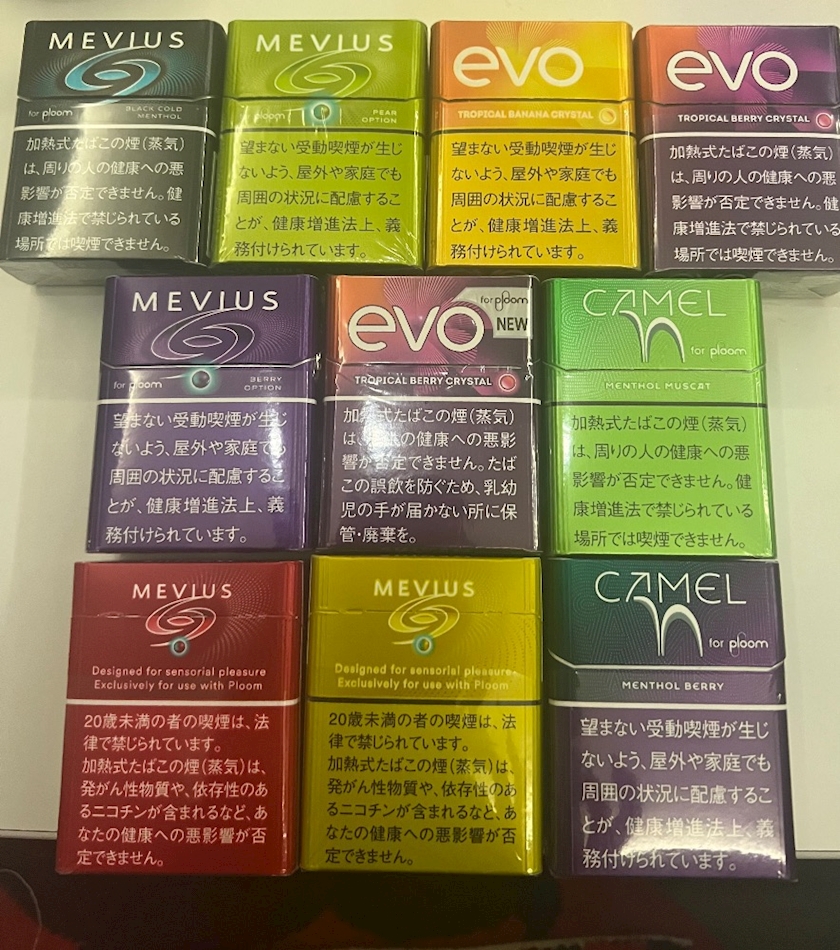 MEVIUS
for ploom
BLACK COLD
MENTHOL
加熱式たばこの煙(蒸気)
は、周りの人の健康への悪
影響が否定できません。健
康増進法で禁じられている
場所では喫煙できません。
MEVIUS
for ploom
PEAR
OPTION
望まない受動喫煙が生じ
ないよう、屋外や家庭でも
周囲の状況に配慮するこ
とが、健康増進法上、義
務付けられています。
evo
TROPICAL BANANA CRYSTAL
望まない受動喫煙が生じ
ないよう、屋外や家庭でも
周囲の状況に配慮するこ
とが、健康増進法上、義
務付けられています。
evo
TROPICAL BERRY CRYSTAL
加熱式たばこの煙(蒸気)
は、周りの人の健康への悪
影響が否定できません。健
康増進法で禁じられている
場所では喫煙できません。
MEVIUS
for ploom
BERRY
OPTION
望まない受動喫煙が生じ
ないよう、屋外や家庭でも
周囲の状況に配慮するこ
とが、健康増進法上、義
務付けられています。
for ploom
evo
NEW
TROPICAL BERRY CRYSTAL
加熱式たばこの煙(蒸気)
は、の健康への悪影
響が否定できません。たば
この誤飲を防ぐため、乳幼
児の手が届かない所に保
管・廃棄を。
CAMEL
for ploom
MENTHOL MUSCAT
加熱式たばこの煙(蒸気)
は、周りの人の健康への悪
影響が否定できません。健
康増進法で禁じられている
場所では喫煙できません。
MEVIUS
Designed for sensorial pleasure
Exclusively for use with Ploom
20歳未満の者の喫煙は、法
律で禁じられています。
加熱式たばこの煙(蒸気)は、
発がん性物質や、依存性のあ
るニコチンが含まれるなど、あ
なたの健康への悪影響が否
定できません。
MEVIUS
Designed for sensorial pleasure
Exclusively for use with Ploom
20歳未満の者の喫煙は、法
律で禁じられています。
加熱式たばこの煙(蒸気)は、
発がん性物質や、依存性のあ
るニコチンが含まれるなど、あ
なたの健康への悪影響が否
定できません。
CAMEL
for ploom
MENTHOL BERRY
望まない受動喫煙が生じ
ないよう、屋外や家庭でも
周囲の状況に配慮するこ
とが、健康増進法上、義
務付けられています。